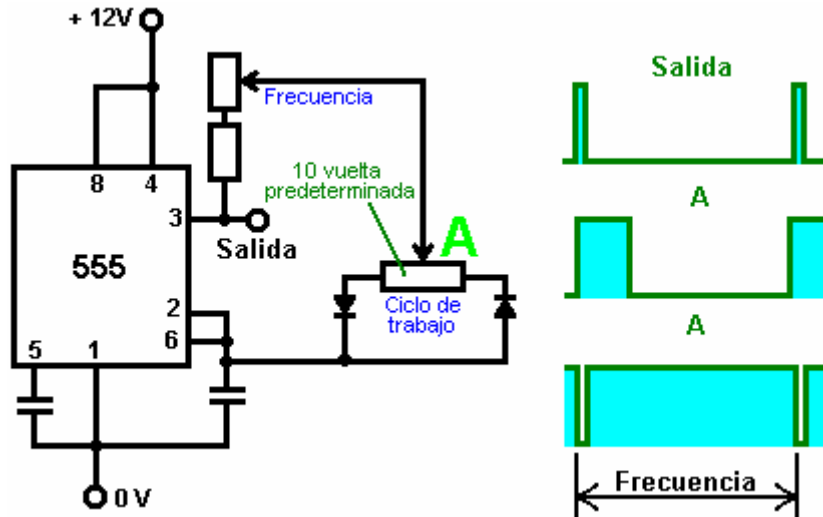 + 12V
Frecuencia
8 4
3
Salida
10 vuelta
predeterminada
A
555
2
6
Ciclo de
trabajo
5 1
0 V
Salida
A
A
Frecuencia